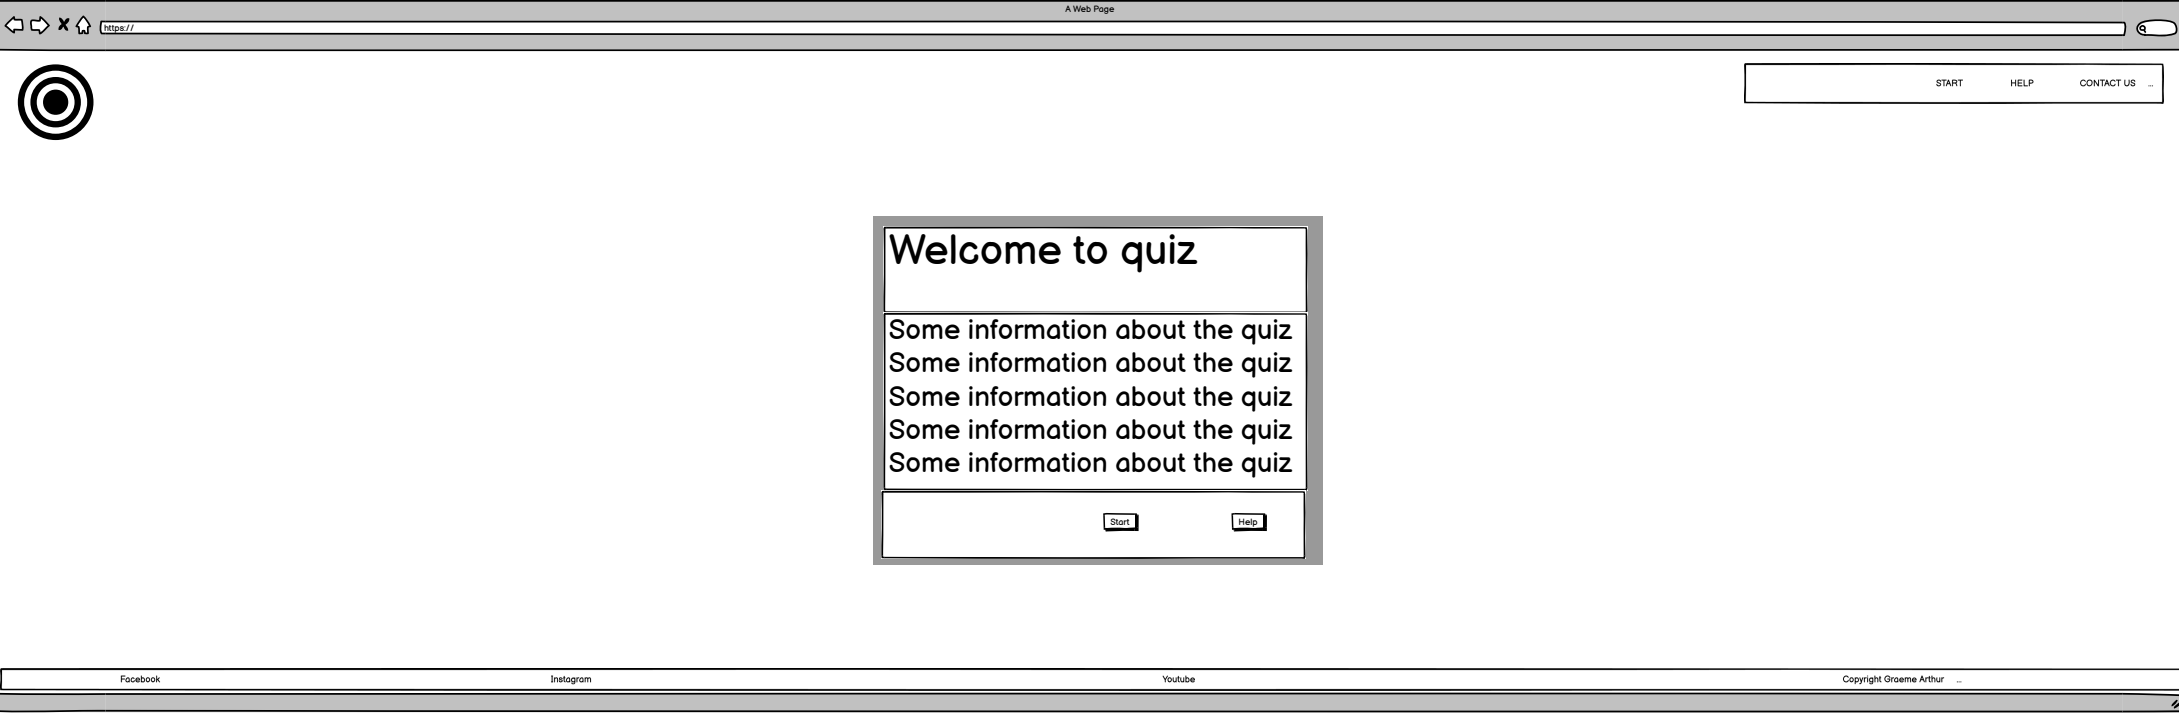 A Web Page
https://
START HELP CONTACT US ...
Welcome to quiz
Some information about the quiz
Some information about the quiz
Some information about the quiz
Some information about the quiz
Some information about the quiz
Start Help
Facebook Instagram Youtube Copyright Graeme Arthur ...